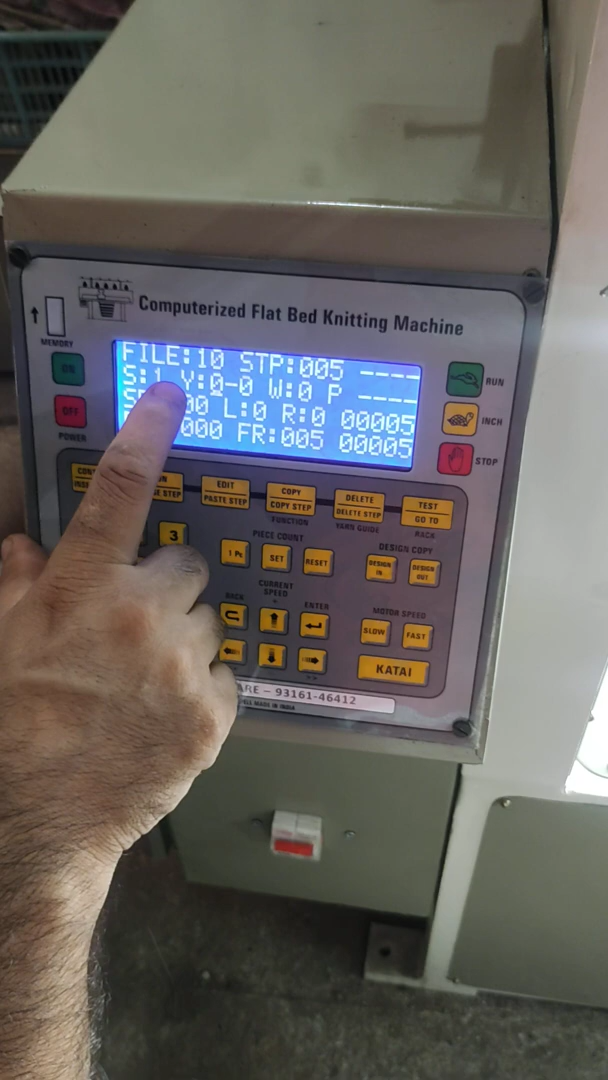 Computerized Flat Bed Knitting Machine
MEMORY
ON
OFF
POWER
FILE:10 STP:005 ----
S:1 Y:0-0 W:0 P ----
00 L:0 R:0 00005
000 FR:005 00005
RUN
INCH
STOP
EDIT
PASTE STEP
COPY
COPY STEP
DELETE
DELETE STEP
TEST
GO TO
FUNCTION
YARN GUIDE
RACK
3
PIECE COUNT
1 Pc
SET
RESET
DESIGN COPY
DESIGN IN
DESIGN OUT
BACK
CURRENT SPEED
+
ENTER
MOTOR SPEED
SLOW
FAST
>>
KATAI
ARE - 93161-46412
MADE IN INDIA